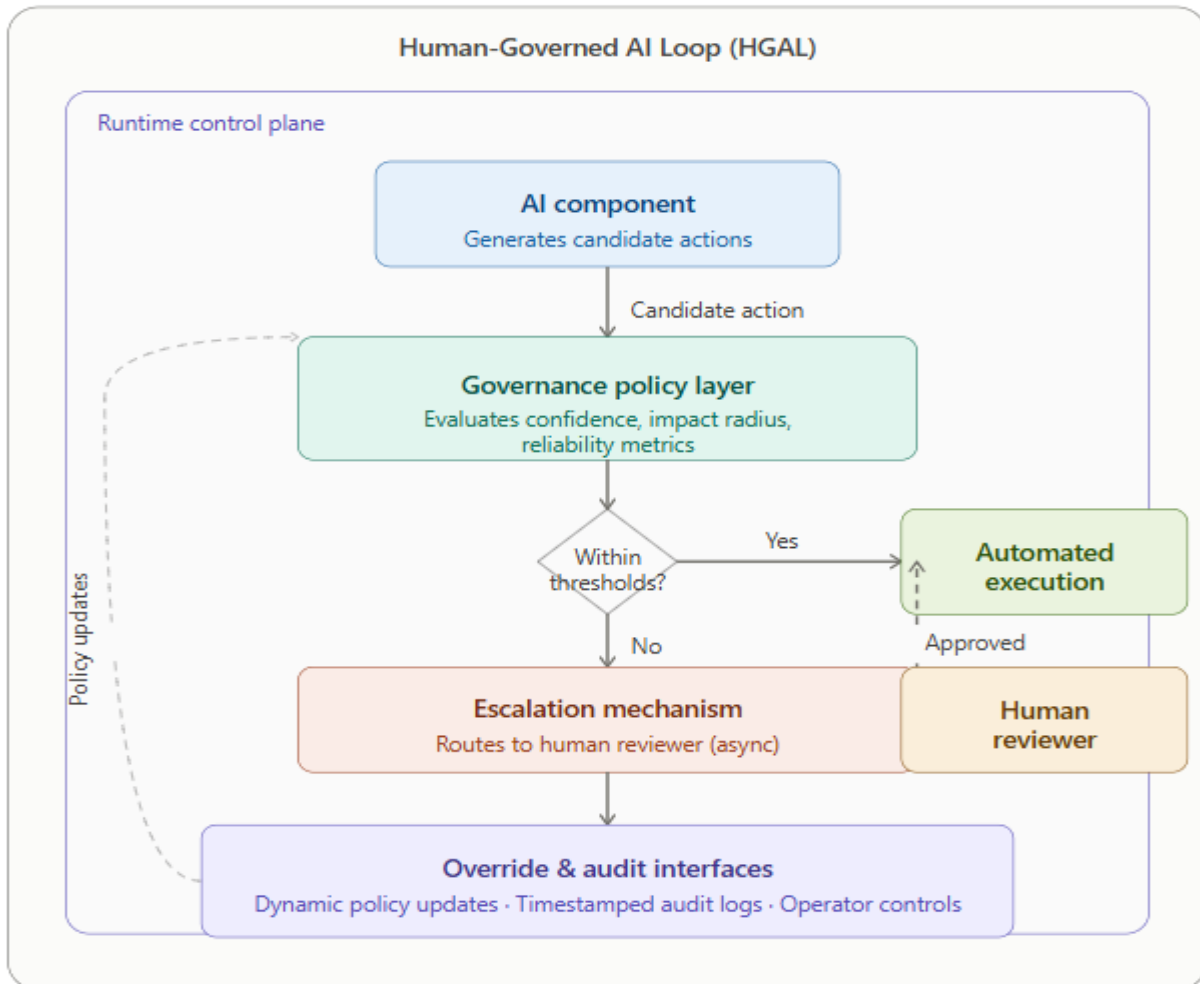 Human-Governed AI Loop (HGAL)
Runtime control plane
AI component
Generates candidate actions
Candidate action
Governance policy layer
Evaluates confidence, impact radius,
reliability metrics
Within
thresholds?
Yes
Automated
execution
No
Approved
Policy updates
Escalation mechanism
Routes to human reviewer (async)
Human
reviewer
Override & audit interfaces
Dynamic policy updates · Timestamped audit logs · Operator controls